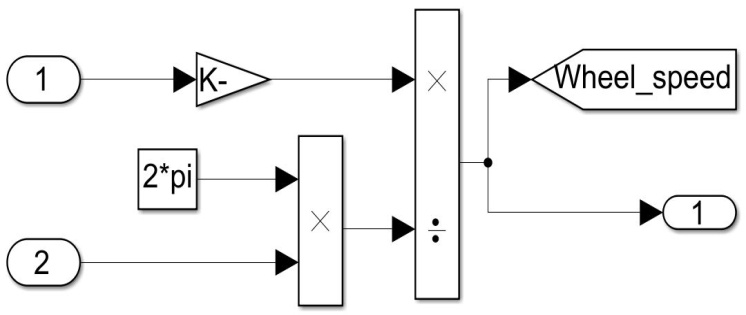 1
K-
×
Wheel_speed
2*pi
×
1
÷
2